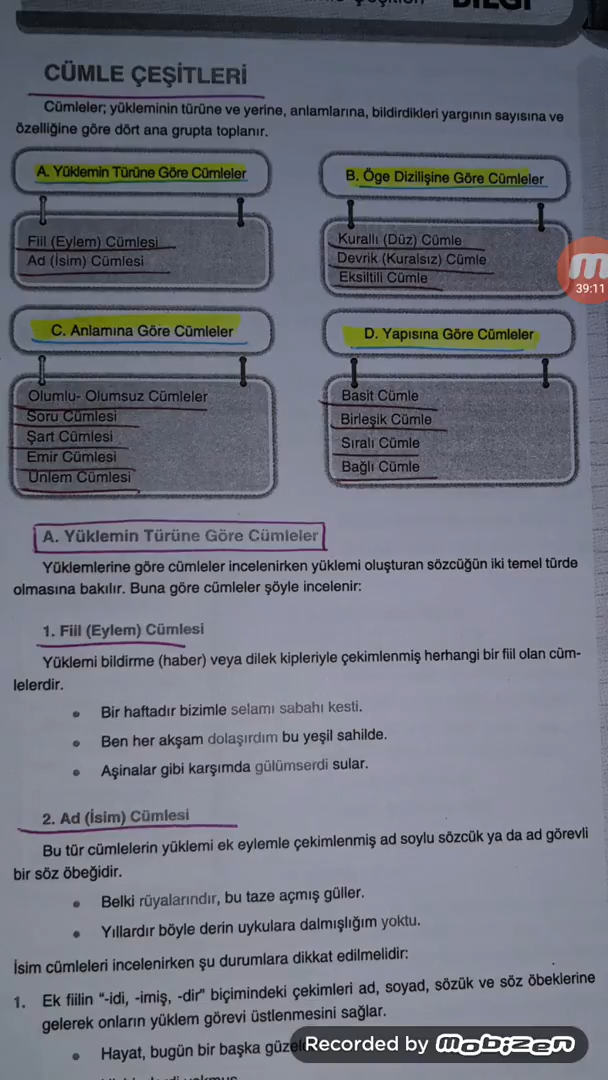 BİLGİ
CÜMLE ÇEŞİTLERİ
Cümleler; yükleminin türüne ve yerine, anlamlarına, bildirdikleri yargının sayısına ve
özelliğine göre dört ana grupta toplanır.
A. Yüklemin Türüne Göre Cümleler
Fiil (Eylem) Cümlesi
Ad (İsim) Cümlesi
B. Öge Dizilişine Göre Cümleler
Kurallı (Düz) Cümle
Devrik (Kuralsız) Cümle
Eksiltili Cümle
39:11
C. Anlamına Göre Cümleler
Olumlu- Olumsuz Cümleler
Soru Cümlesi
Şart Cümlesi
Emir Cümlesi
Ünlem Cümlesi
D. Yapısına Göre Cümleler
Basit Cümle
Birleşik Cümle
Sıralı Cümle
Bağlı Cümle
A. Yüklemin Türüne Göre Cümleler
Yüklemlerine göre cümleler incelenirken yüklemi oluşturan sözcüğün iki temel türde
olmasına bakılır. Buna göre cümleler şöyle incelenir:
1. Fiil (Eylem) Cümlesi
Yüklemi bildirme (haber) veya dilek kipleriyle çekimlenmiş herhangi bir fiil olan cüm-
lelerdir.
• Bir haftadır bizimle selamı sabahı kesti.
• Ben her akşam dolaşırdım bu yeşil sahilde.
• Aşinalar gibi karşımda gülümserdi sular.
2. Ad (İsim) Cümlesi
Bu tür cümlelerin yüklemi ek eylemle çekimlenmiş ad soylu sözcük ya da ad görevli
bir söz öbeğidir.
• Belki rüyalarındır, bu taze açmış güller.
• Yıllardır böyle derin uykulara dalmışlığım yoktu.
İsim cümleleri incelenirken şu durumlara dikkat edilmelidir:
1. Ek fiilin "-idi, -imiş, -dir" biçimindeki çekimleri ad, soyad, sözük ve söz öbeklerine
gelerek onların yüklem görevi üstlenmesini sağlar.
• Hayat, bugün bir başka
Recorded by mobizen